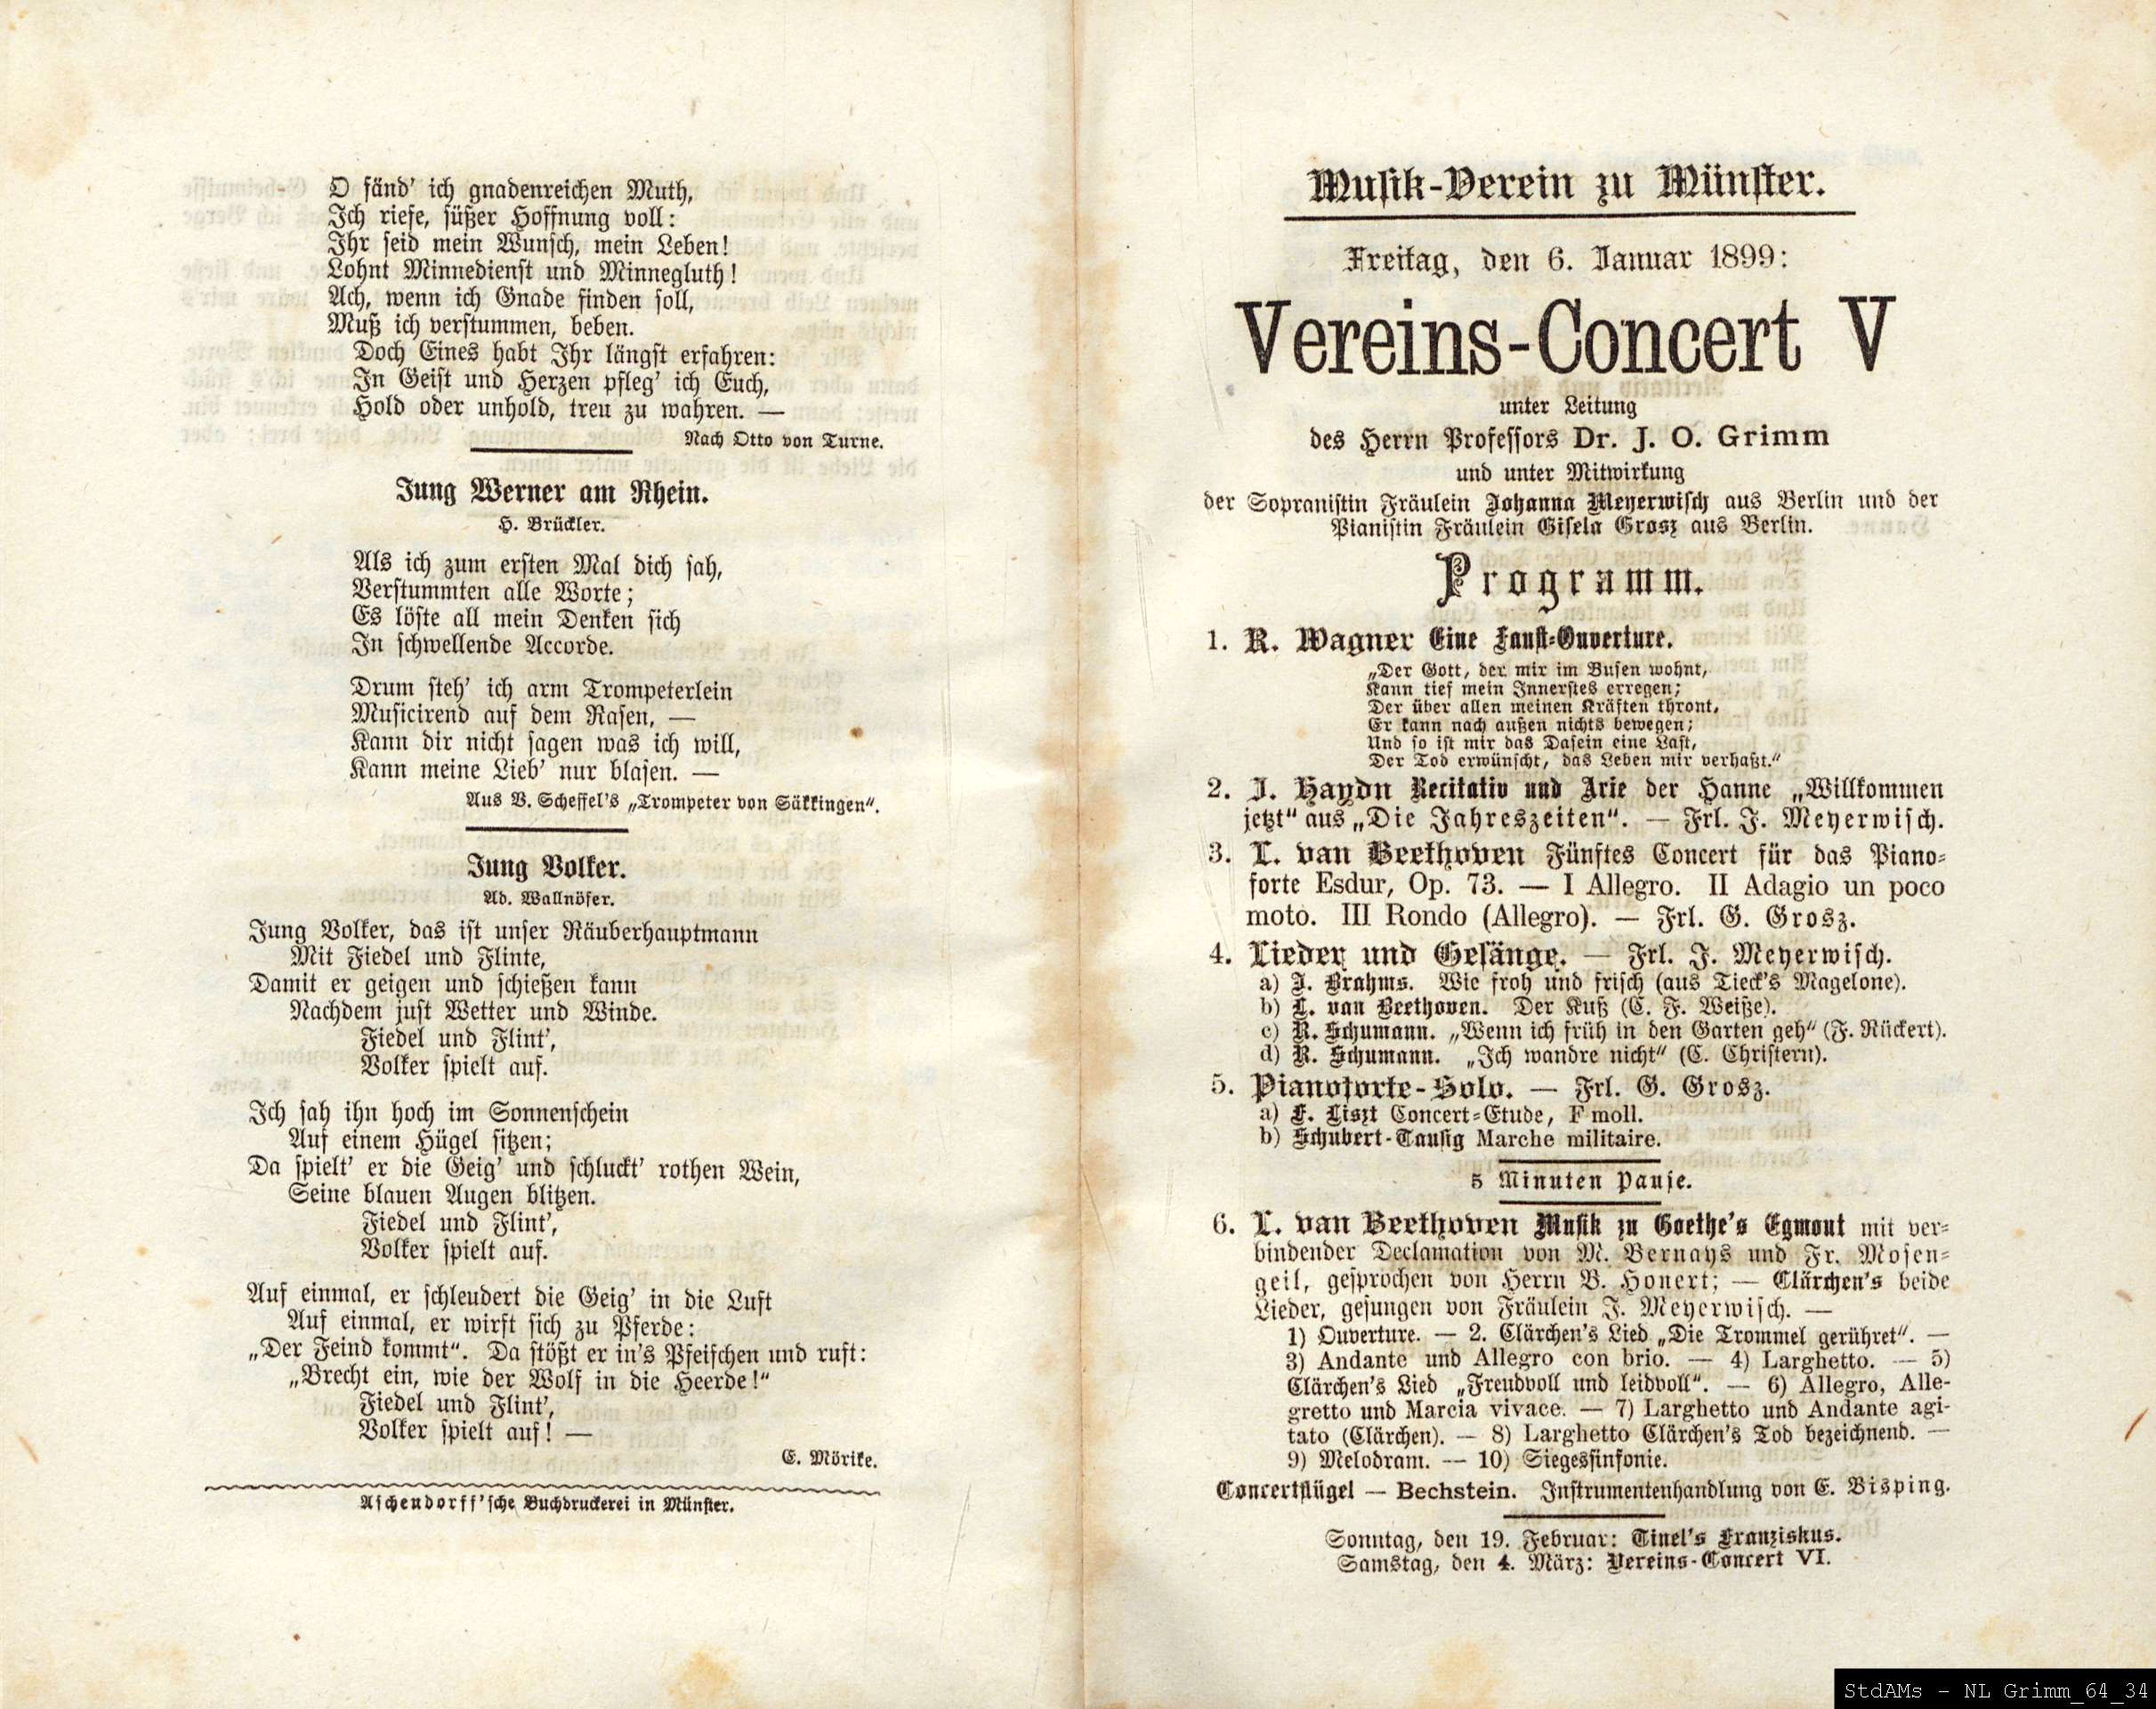 O fänd' ich gnadenreichen Muth,
Ich riefe, süßer Hoffnung voll:
Ihr seid mein Wunsch, mein Leben!
Lohnt Minnedienst und Minnegluth!
Ach, wenn ich Gnade finden soll,
Muß ich verstummen, beben.
Doch Eines habt Ihr längst erfahren:
In Geist und Herzen pfleg' ich Euch,
Hold oder unhold, treu zu wahren. —
Nach Otto von Turne.
Jung Werner am Rhein.
H. Brückler.
Als ich zum ersten Mal dich sah,
Verstummten alle Worte;
Es löste all mein Denken sich
In schwellende Accorde.
Drum steh' ich arm Trompeterlein
Musicirend auf dem Rasen, —
Kann dir nicht sagen was ich will,
Kann meine Lieb' nur blasen. —
Aus V. Scheffel's „Trompeter von Säkkingen".
Jung Volker.
Ad. Wallnöfer.
Jung Volker, das ist unser Räuberhauptmann
Mit Fiedel und Flinte,
Damit er geigen und schießen kann
Nachdem just Wetter und Winde.
Fiedel und Flint',
Volker spielt auf.
Ich sah ihn hoch im Sonnenschein
Auf einem Hügel sitzen;
Da spielt' er die Geig' und schluckt' rothen Wein,
Seine blauen Augen blitzen.
Fiedel und Flint',
Volker spielt auf.
Auf einmal, er schleudert die Geig' in die Luft
Auf einmal, er wirft sich zu Pferde:
„Der Feind kommt". Da stößt er in's Pfeifchen und ruft:
„Brecht ein, wie der Wolf in die Heerde!"
Fiedel und Flint',
Volker spielt auf! —
E. Mörike.
Aschendorff'sche Buchdruckerei in Münster.
Musik-Verein zu Münster.
Freitag, den 6. Januar 1899:
Vereins-Concert V
unter Leitung
des Herrn Professors Dr. J. O. Grimm
und unter Mitwirkung
der Sopranistin Fräulein Johanna Meyerwisch aus Berlin und der
Pianistin Fräulein Gisela Grosz aus Berlin.
Programm.
1. R. Wagner Eine Faust-Ouverture.
„Der Gott, der mir im Busen wohnt,
Kann tief mein Innerstes erregen;
Der über allen meinen Kräften thront,
Er kann nach außen nichts bewegen;
Und so ist mir das Dasein eine Last,
Der Tod erwünscht, das Leben mir verhaßt."
2. J. Haydn Recitativ und Arie der Hanne „Willkommen
jetzt" aus „Die Jahreszeiten". — Frl. J. Meyerwisch.
3. L. van Beethoven Fünftes Concert für das Piano-
forte Esdur, Op. 73. — I Allegro. II Adagio un poco
moto. III Rondo (Allegro). — Frl. G. Grosz.
4. Lieder und Gesänge. — Frl. J. Meyerwisch.
a) J. Brahms. Wie froh und frisch (aus Tieck's Magelone).
b) L. van Beethoven. Der Kuß (C. F. Weiße).
c) R. Schumann. „Wenn ich früh in den Garten geh" (F. Rückert).
d) R. Schumann. „Ich wandre nicht" (C. Christern).
5. Pianoforte-Solo. — Frl. G. Grosz.
a) F. Liszt Concert-Etude, F moll.
b) Schubert-Tausig Marche militaire.
5 Minuten Pause.
6. L. van Beethoven Musik zu Goethe's Egmont mit ver-
bindender Declamation von M. Bernays und Fr. Mosen-
geil, gesprochen von Herrn B. Honert; — Clärchen's beide
Lieder, gesungen von Fräulein J. Meyerwisch. —
1) Ouverture. — 2. Clärchen's Lied „Die Trommel gerühret". —
3) Andante und Allegro con brio. — 4) Larghetto. — 5)
Clärchen's Lied „Freudvoll und leidvoll". — 6) Allegro, Alle-
gretto und Marcia vivace. — 7) Larghetto und Andante agi-
tato (Clärchen). — 8) Larghetto Clärchen's Tod bezeichnend. —
9) Melodram. — 10) Siegessinfonie.
Concertflügel — Bechstein. Instrumentenhandlung von E. Bisping.
Sonntag, den 19. Februar: Tinel's Franziskus.
Samstag, den 4. März: Vereins-Concert VI.
StdAMs – NL Grimm_64_34